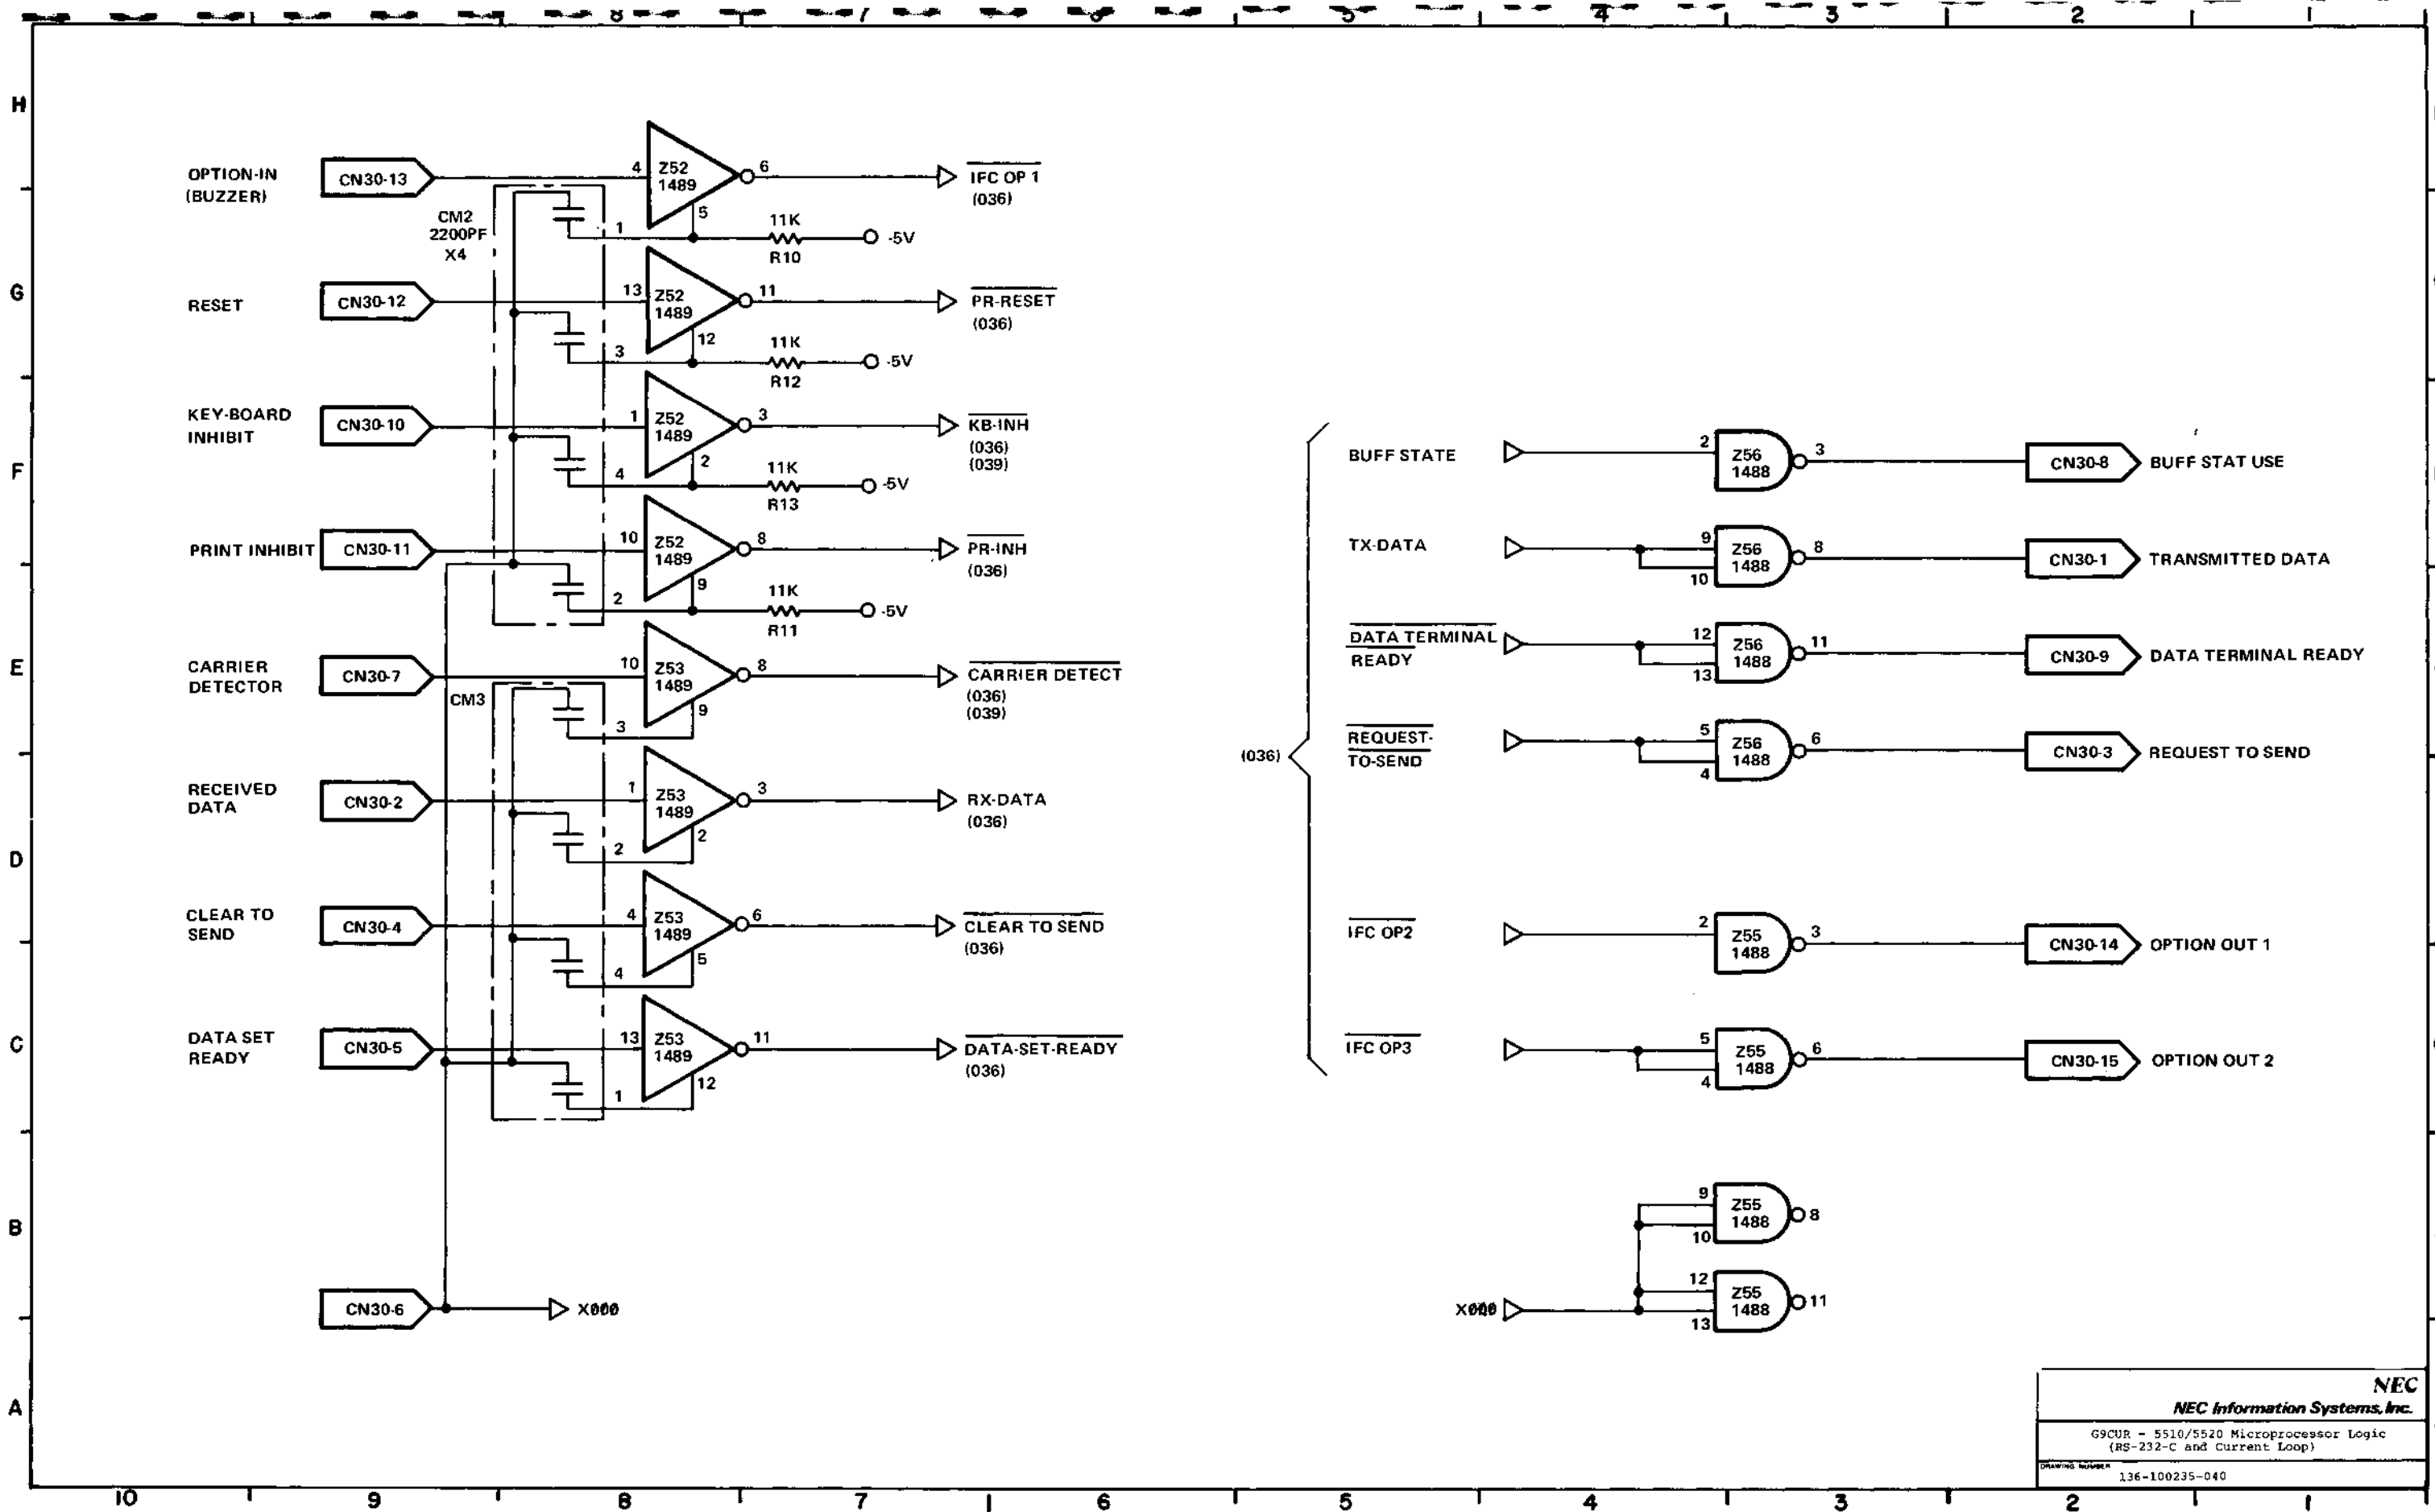 8 7 6 5 4 3 2 1
H
OPTION-IN
(BUZZER)
CN30-13
4
Z52
1489
6
IFC OP 1
(036)
5
CM2
2200PF
X4
1
11K
R10
-5V
G
RESET
CN30-12
13
Z52
1489
11
PR-RESET
(036)
12
3
11K
R12
-5V
KEY-BOARD
INHIBIT
CN30-10
1
Z52
1489
3
KB-INH
(036)
(039)
2
F
4
11K
R13
-5V
PRINT INHIBIT
CN30-11
10
Z52
1489
8
PR-INH
(036)
9
2
11K
R11
-5V
E
CARRIER
DETECTOR
CN30-7
10
Z53
1489
8
CARRIER DETECT
(036)
(039)
9
CM3
3
RECEIVED
DATA
CN30-2
1
Z53
1489
3
RX-DATA
(036)
2
D
2
CLEAR TO
SEND
CN30-4
4
Z53
1489
6
CLEAR TO SEND
(036)
5
4
C
DATA SET
READY
CN30-5
13
Z53
1489
11
DATA-SET-READY
(036)
12
1
B
CN30-6
X000
A
(036)
BUFF STATE
2
Z56
1488
3
CN30-8
BUFF STAT USE
TX-DATA
9
10
Z56
1488
8
CN30-1
TRANSMITTED DATA
DATA TERMINAL
READY
12
13
Z56
1488
11
CN30-9
DATA TERMINAL READY
REQUEST-
TO-SEND
5
4
Z56
1488
6
CN30-3
REQUEST TO SEND
IFC OP2
2
Z55
1488
3
CN30-14
OPTION OUT 1
IFC OP3
5
4
Z55
1488
6
CN30-15
OPTION OUT 2
9
10
Z55
1488
8
X000
12
13
Z55
1488
11
NEC
NEC Information Systems, Inc.
G9CUR - 5510/5520 Microprocessor Logic
(RS-232-C and Current Loop)
DRAWING NUMBER
136-100235-040
10 9 8 7 6 5 4 3 2 1